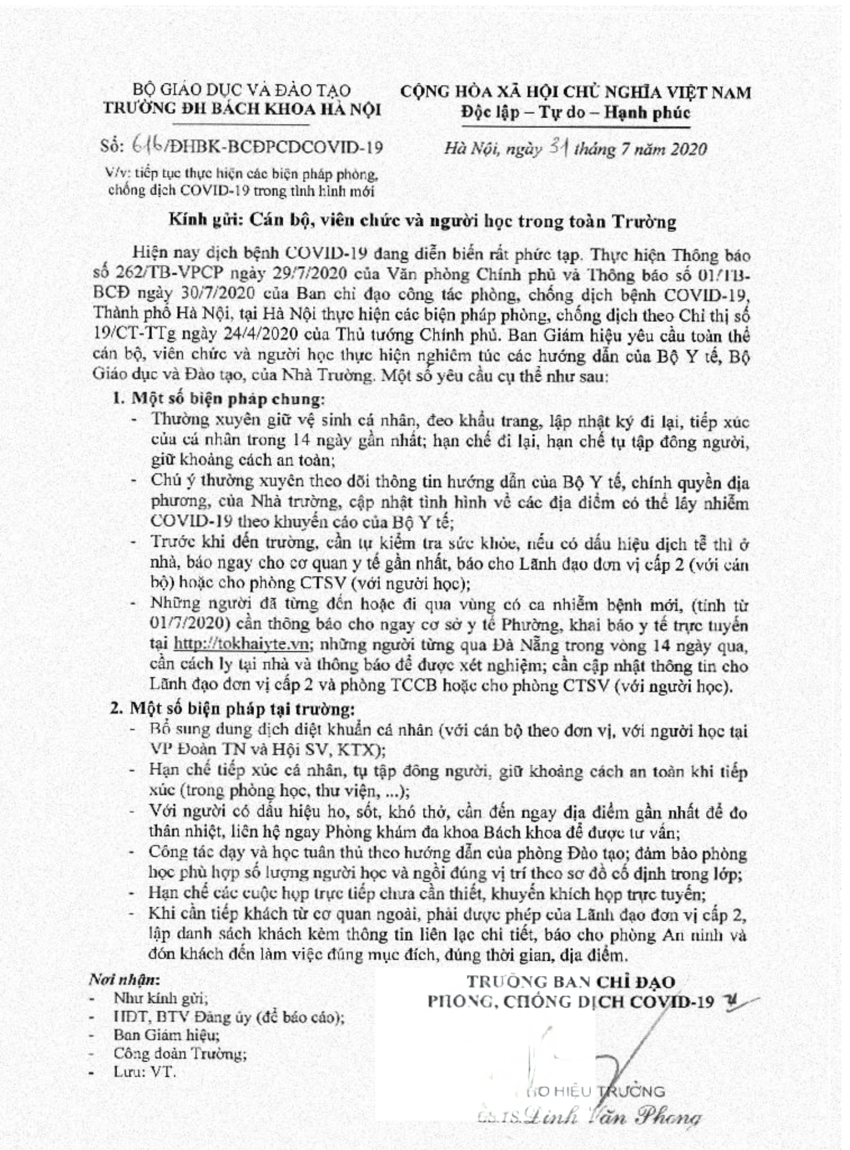 BỘ GIÁO DỤC VÀ ĐÀO TẠO
TRƯỜNG ĐH BÁCH KHOA HÀ NỘI
CỘNG HÒA XÃ HỘI CHỦ NGHĨA VIỆT NAM
Độc lập – Tự do – Hạnh phúc
Số: 616/ĐHBK-BCĐPCDCOVID-19
Hà Nội, ngày 31 tháng 7 năm 2020
V/v: tiếp tục thực hiện các biện pháp phòng,
chống dịch COVID-19 trong tình hình mới
Kính gửi: Cán bộ, viên chức và người học trong toàn Trường
Hiện nay dịch bệnh COVID-19 đang diễn biến rất phức tạp. Thực hiện Thông báo
số 262/TB-VPCP ngày 29/7/2020 của Văn phòng Chính phủ và Thông báo số 01/TB-
BCĐ ngày 30/7/2020 của Ban chỉ đạo công tác phòng, chống dịch bệnh COVID-19,
Thành phố Hà Nội, tại Hà Nội thực hiện các biện pháp phòng, chống dịch theo Chỉ thị số
19/CT-TTg ngày 24/4/2020 của Thủ tướng Chính phủ. Ban Giám hiệu yêu cầu toàn thể
cán bộ, viên chức và người học thực hiện nghiêm túc các hướng dẫn của Bộ Y tế, Bộ
Giáo dục và Đào tạo, của Nhà Trường. Một số yêu cầu cụ thể như sau:
1. Một số biện pháp chung:
- Thường xuyên giữ vệ sinh cá nhân, đeo khẩu trang, lập nhật ký đi lại, tiếp xúc
của cá nhân trong 14 ngày gần nhất; hạn chế đi lại, hạn chế tụ tập đông người,
giữ khoảng cách an toàn;
- Chú ý thường xuyên theo dõi thông tin hướng dẫn của Bộ Y tế, chính quyền địa
phương, của Nhà trường, cập nhật tình hình về các địa điểm có thể lây nhiễm
COVID-19 theo khuyến cáo của Bộ Y tế;
- Trước khi đến trường, cần tự kiểm tra sức khỏe, nếu có dấu hiệu dịch tễ thì ở
nhà, báo ngay cho cơ quan y tế gần nhất, báo cho Lãnh đạo đơn vị cấp 2 (với cán
bộ) hoặc cho phòng CTSV (với người học);
- Những người đã từng đến hoặc đi qua vùng có ca nhiễm bệnh mới, (tính từ
01/7/2020) cần thông báo cho ngay cơ sở y tế Phường, khai báo y tế trực tuyến
tại http://tokhaiyte.vn; những người từng qua Đà Nẵng trong vòng 14 ngày qua,
cần cách ly tại nhà và thông báo để được xét nghiệm; cần cập nhật thông tin cho
Lãnh đạo đơn vị cấp 2 và phòng TCCB hoặc cho phòng CTSV (với người học).
2. Một số biện pháp tại trường:
- Bổ sung dung dịch diệt khuẩn cá nhân (với cán bộ theo đơn vị, với người học tại
VP Đoàn TN và Hội SV, KTX);
- Hạn chế tiếp xúc cá nhân, tụ tập đông người, giữ khoảng cách an toàn khi tiếp
xúc (trong phòng học, thư viện, ...);
- Với người có dấu hiệu ho, sốt, khó thở, cần đến ngay địa điểm gần nhất để đo
thân nhiệt, liên hệ ngay Phòng khám đa khoa Bách khoa để được tư vấn;
- Công tác dạy và học tuân thủ theo hướng dẫn của phòng Đào tạo; đảm bảo phòng
học phù hợp số lượng người học và ngồi đúng vị trí theo sơ đồ cố định trong lớp;
- Hạn chế các cuộc họp trực tiếp chưa cần thiết, khuyến khích họp trực tuyến;
- Khi cần tiếp khách từ cơ quan ngoài, phải được phép của Lãnh đạo đơn vị cấp 2,
lập danh sách khách kèm thông tin liên lạc chi tiết, báo cho phòng An ninh và
đón khách đến làm việc đúng mục đích, đúng thời gian, địa điểm.
Nơi nhận:
- Như kính gửi;
- HĐT, BTV Đảng ủy (để báo cáo);
- Ban Giám hiệu;
- Công đoàn Trường;
- Lưu: VT.
TRƯỞNG BAN CHỈ ĐẠO
PHÒNG, CHỐNG DỊCH COVID-19
HIỆU TRƯỞNG
GS.TS. Đinh Văn Phong